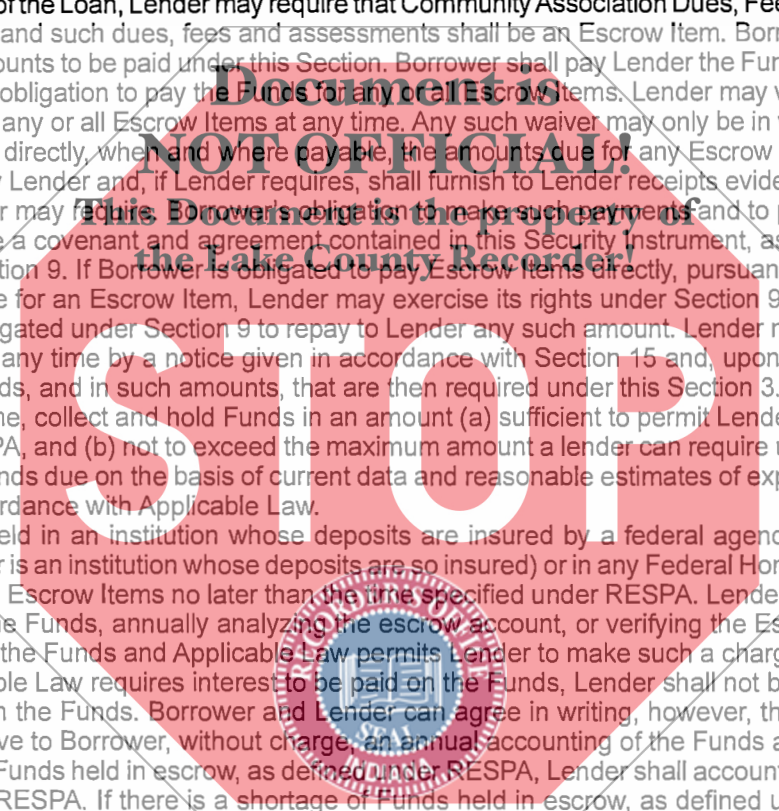 of the Loan, Lender may require that Community Association Dues, Fee
and such dues, fees and assessments shall be an Escrow Item. Borr
ounts to be paid under this Section. Borrower shall pay Lender the Fun
Document is
obligation to pay the Funds for any or all Escrow Items. Lender may v
any or all Escrow Items at any time. Any such waiver may only be in
NOT OFFICIAL!
directly, when and where payable, the amounts due for any Escrow
Lender and, if Lender requires, shall furnish to Lender receipts evide
This Document is the property of
r may require. Borrower's obligation to make such payments and to
e a covenant and agreement contained in this Security Instrument, as
the Lake County Recorder!
tion 9. If Borrower is obligated to pay Escrow Items directly, pursuan
e for an Escrow Item, Lender may exercise its rights under Section 9
gated under Section 9 to repay to Lender any such amount. Lender
STOP
any time by a notice given in accordance with Section 15 and, upon
ds, and in such amounts, that are then required under this Section 3.
ne, collect and hold Funds in an amount (a) sufficient to permit Lende
PA, and (b) not to exceed the maximum amount a lender can require
nds due on the basis of current data and reasonable estimates of exp
rdance with Applicable Law.
eld in an institution whose deposits are insured by a federal agenc
r is an institution whose deposits are so insured) or in any Federal Hom
Escrow Items no later than the time specified under RESPA. Lende
e Funds, annually analyzing the escrow account, or verifying the Es
the Funds and Applicable Law permits Lender to make such a charg
ble Law requires interest to be paid on the Funds, Lender shall not b
n the Funds. Borrower and Lender can agree in writing, however, th
ve to Borrower, without charge, an annual accounting of the Funds a
RECORDER'S OFFICE
SEAL
INDIANA
Funds held in escrow, as defined under RESPA, Lender shall account
RESPA. If there is a shortage of Funds held in escrow, as defined